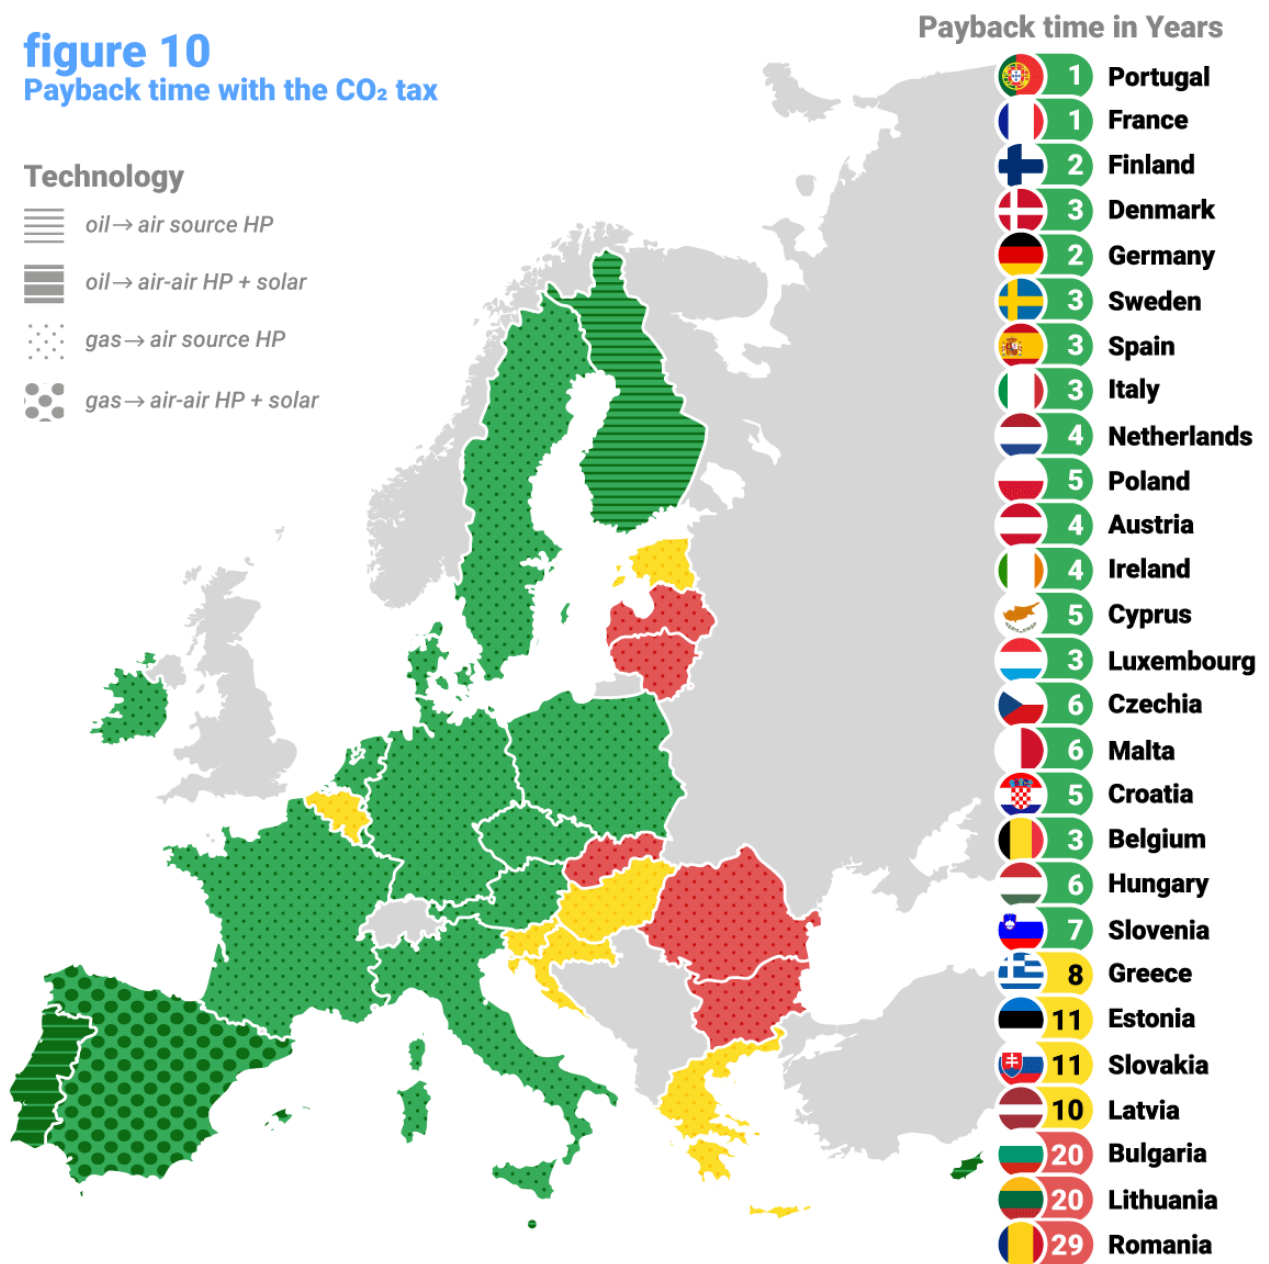 figure 10
Payback time with the CO₂ tax
Technology
oil→air source HP
oil→air-air HP + solar
gas→air source HP
gas→air-air HP + solar
Payback time in Years
1 Portugal
1 France
2 Finland
3 Denmark
2 Germany
3 Sweden
3 Spain
3 Italy
4 Netherlands
5 Poland
4 Austria
4 Ireland
5 Cyprus
3 Luxembourg
6 Czechia
6 Malta
5 Croatia
3 Belgium
6 Hungary
7 Slovenia
8 Greece
11 Estonia
11 Slovakia
10 Latvia
20 Bulgaria
20 Lithuania
29 Romania